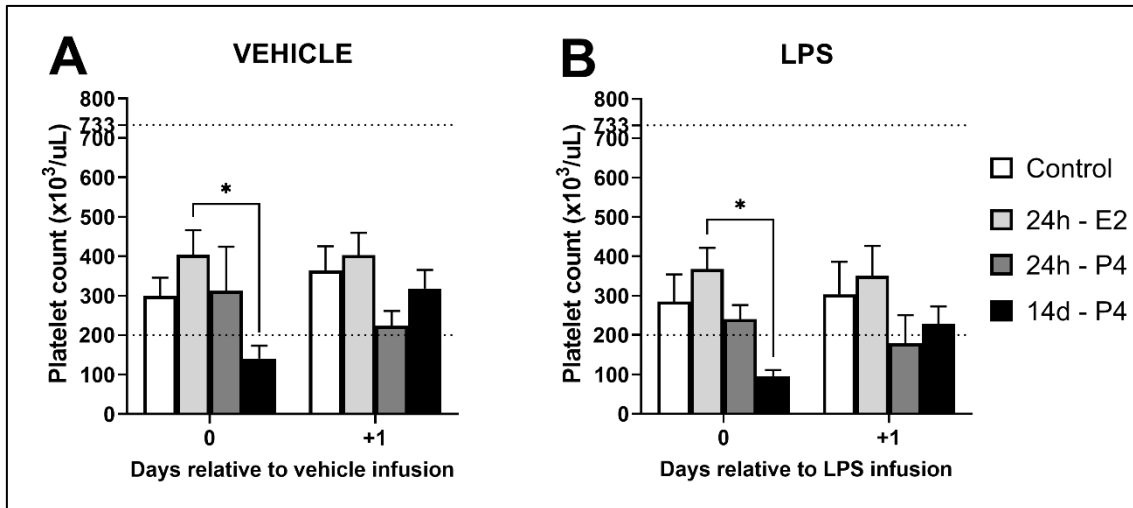 A
VEHICLE
Platelet count (x10³/uL)
800
733
700
600
500
400
300
200
100
0
*
0
+1
Days relative to vehicle infusion
B
LPS
Platelet count (x10³/uL)
800
733
700
600
500
400
300
200
100
0
*
0
+1
Days relative to LPS infusion
Control
24h - E2
24h - P4
14d - P4